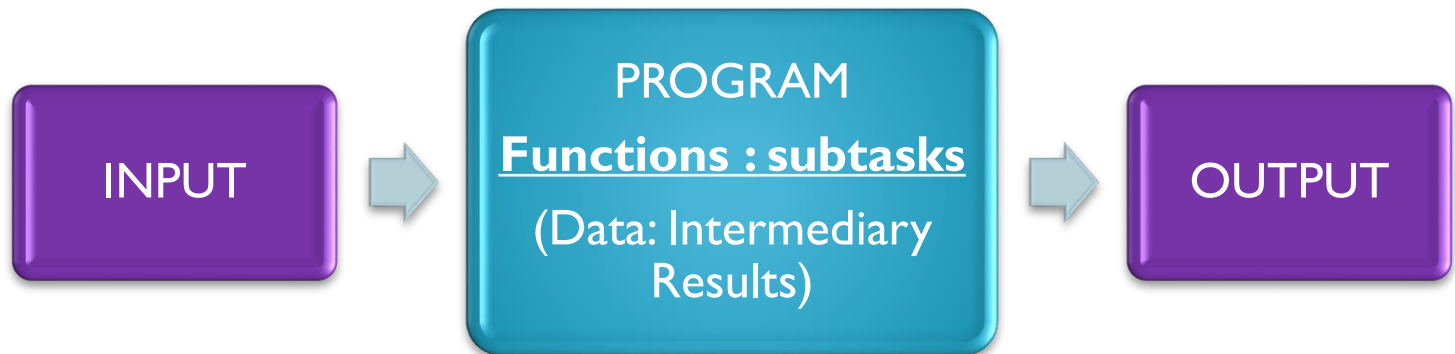 INPUT
PROGRAM
Functions : subtasks
(Data: Intermediary
Results)
OUTPUT